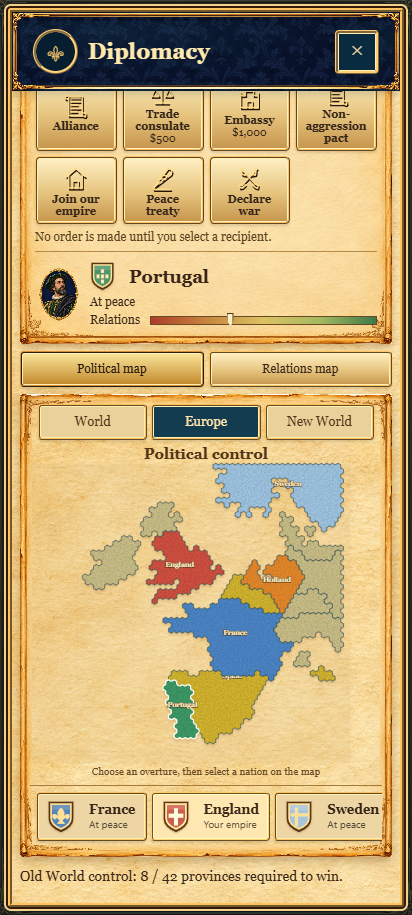 Diplomacy
×
Alliance
Trade
consulate
$500
Embassy
$1,000
Non-
aggression
pact
Join our
empire
Peace
treaty
Declare
war
No order is made until you select a recipient.
Portugal
At peace
Relations
Political map
Relations map
World
Europe
New World
Political control
Sweden
England
Holland
France
Portugal
Choose an overture, then select a nation on the map
France
At peace
England
Your empire
Sweden
At peace
Old World control: 8 / 42 provinces required to win.